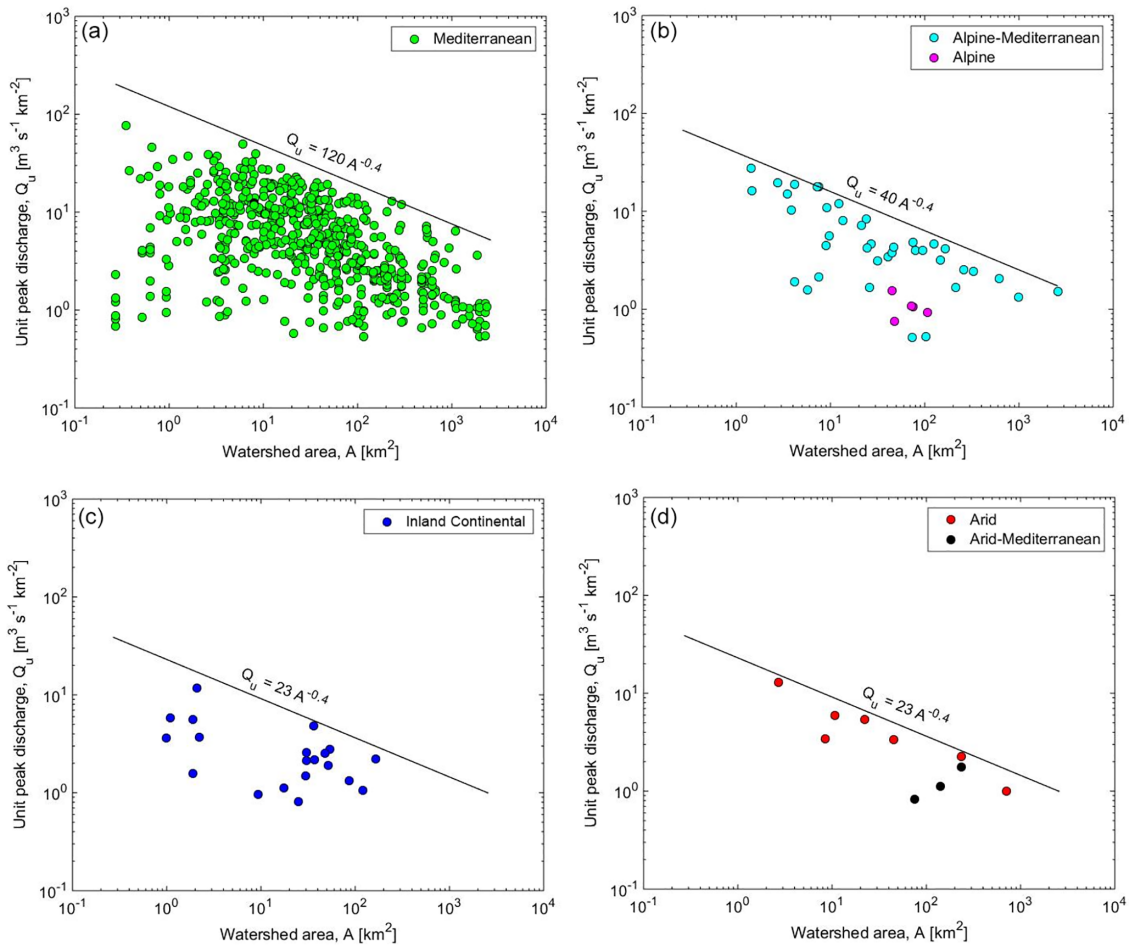 (a)
Mediterranean
Q_u = 120 A^-0.4
Unit peak discharge, Q_u [m^3 s^-1 km^-2]
10^3
10^2
10^1
10^0
10^-1
10^-1
10^0
10^1
10^2
10^3
10^4
Watershed area, A [km^2]
(b)
Alpine-Mediterranean
Alpine
Q_u = 40 A^-0.4
Unit peak discharge, Q_u [m^3 s^-1 km^-2]
10^3
10^2
10^1
10^0
10^-1
10^-1
10^0
10^1
10^2
10^3
10^4
Watershed area, A [km^2]
(c)
Inland Continental
Q_u = 23 A^-0.4
Unit peak discharge, Q_u [m^3 s^-1 km^-2]
10^3
10^2
10^1
10^0
10^-1
10^-1
10^0
10^1
10^2
10^3
10^4
Watershed area, A [km^2]
(d)
Arid
Arid-Mediterranean
Q_u = 23 A^-0.4
Unit peak discharge, Q_u [m^3 s^-1 km^-2]
10^3
10^2
10^1
10^0
10^-1
10^-1
10^0
10^1
10^2
10^3
10^4
Watershed area, A [km^2]